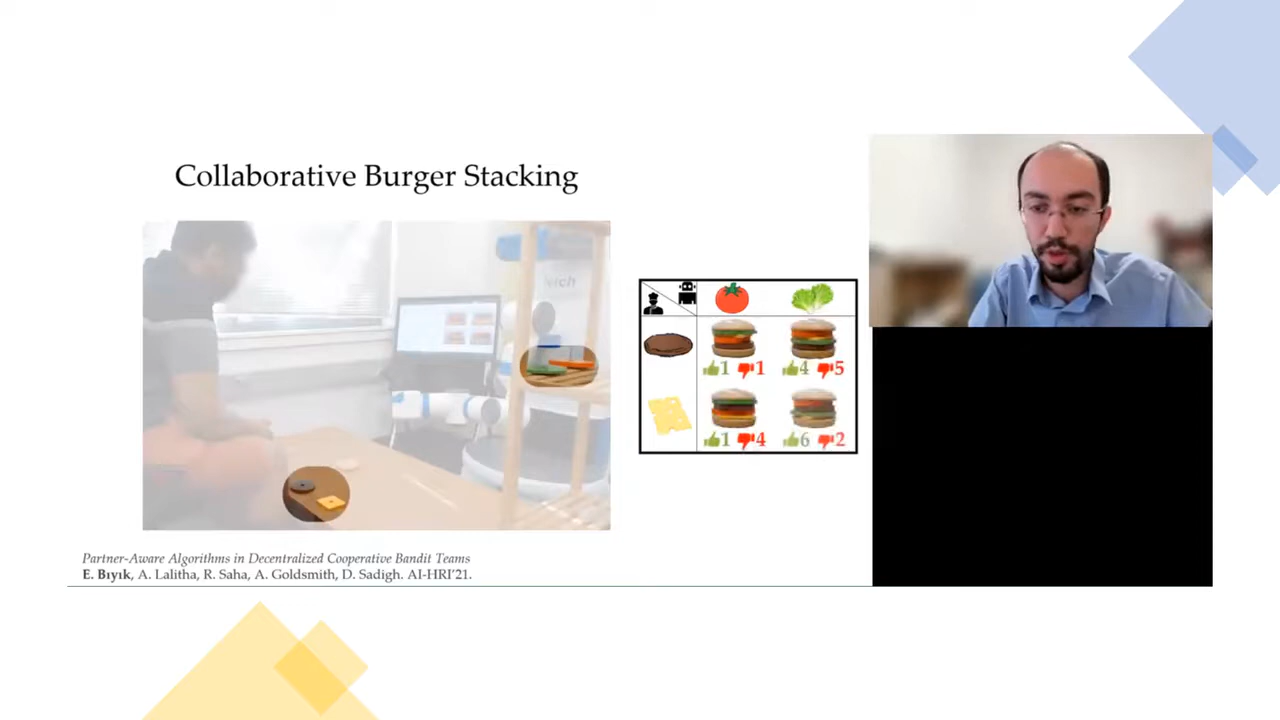 Collaborative Burger Stacking
1 1 4 5
1 4 6 2
Partner-Aware Algorithms in Decentralized Cooperative Bandit Teams
E. Bıyık, A. Lalitha, R. Saha, A. Goldsmith, D. Sadigh. AI-HRI'21.